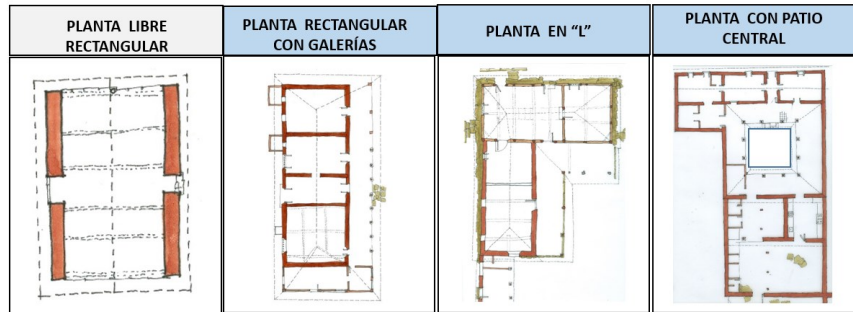 PLANTA LIBRE
RECTANGULAR
PLANTA RECTANGULAR
CON GALERÍAS
PLANTA EN “L”
PLANTA CON PATIO
CENTRAL